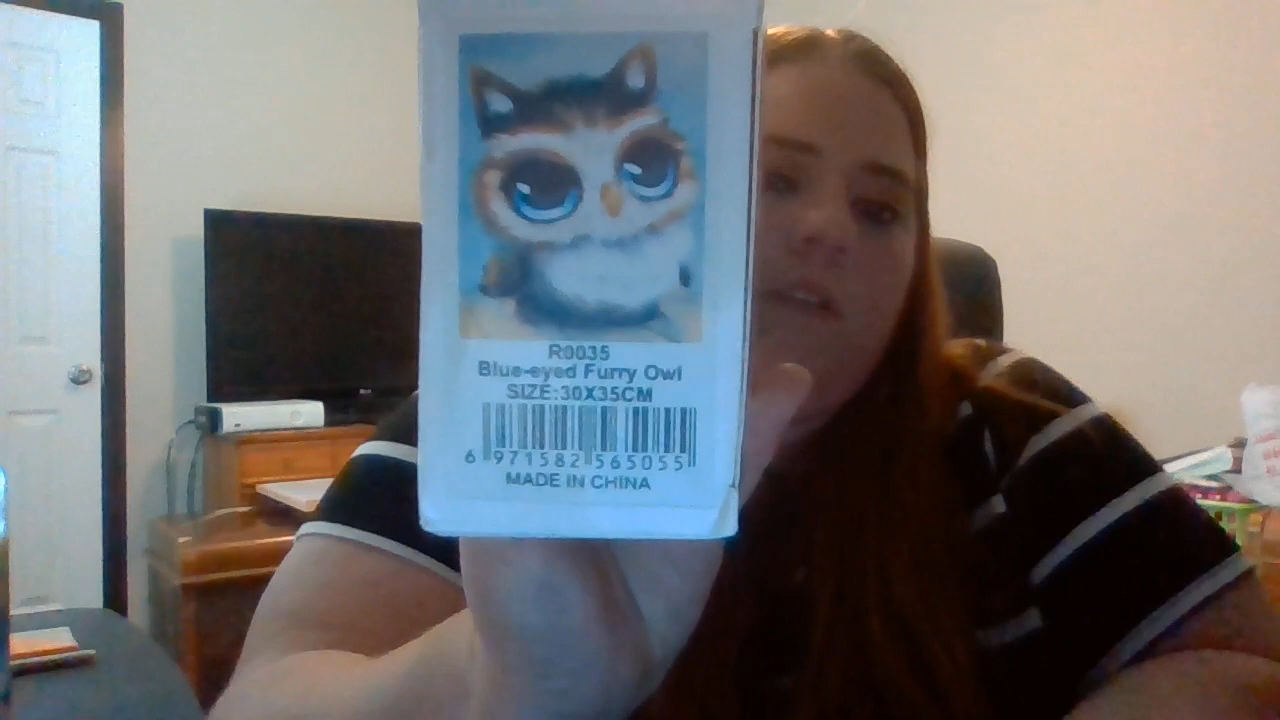 R0035
Blue-eyed Furry Owl
SIZE:30X35CM
6 971582 565055
MADE IN CHINA